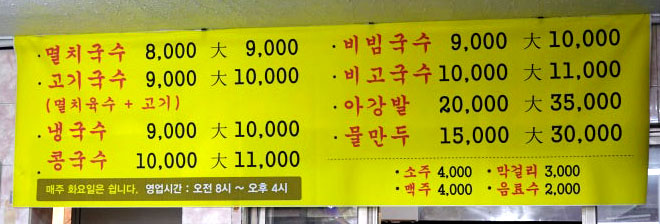 · 멸치국수 8,000 大 9,000
· 고기국수 9,000 大 10,000
(멸치육수 + 고기)
· 냉국수 9,000 大 10,000
· 콩국수 10,000 大 11,000
매주 화요일은 쉽니다. 영업시간 : 오전 8시 ~ 오후 4시
· 비빔국수 9,000 大 10,000
· 비고국수 10,000 大 11,000
· 아강발 20,000 大 35,000
· 물만두 15,000 大 30,000
· 소주 4,000 · 막걸리 3,000
· 맥주 4,000 · 음료수 2,000